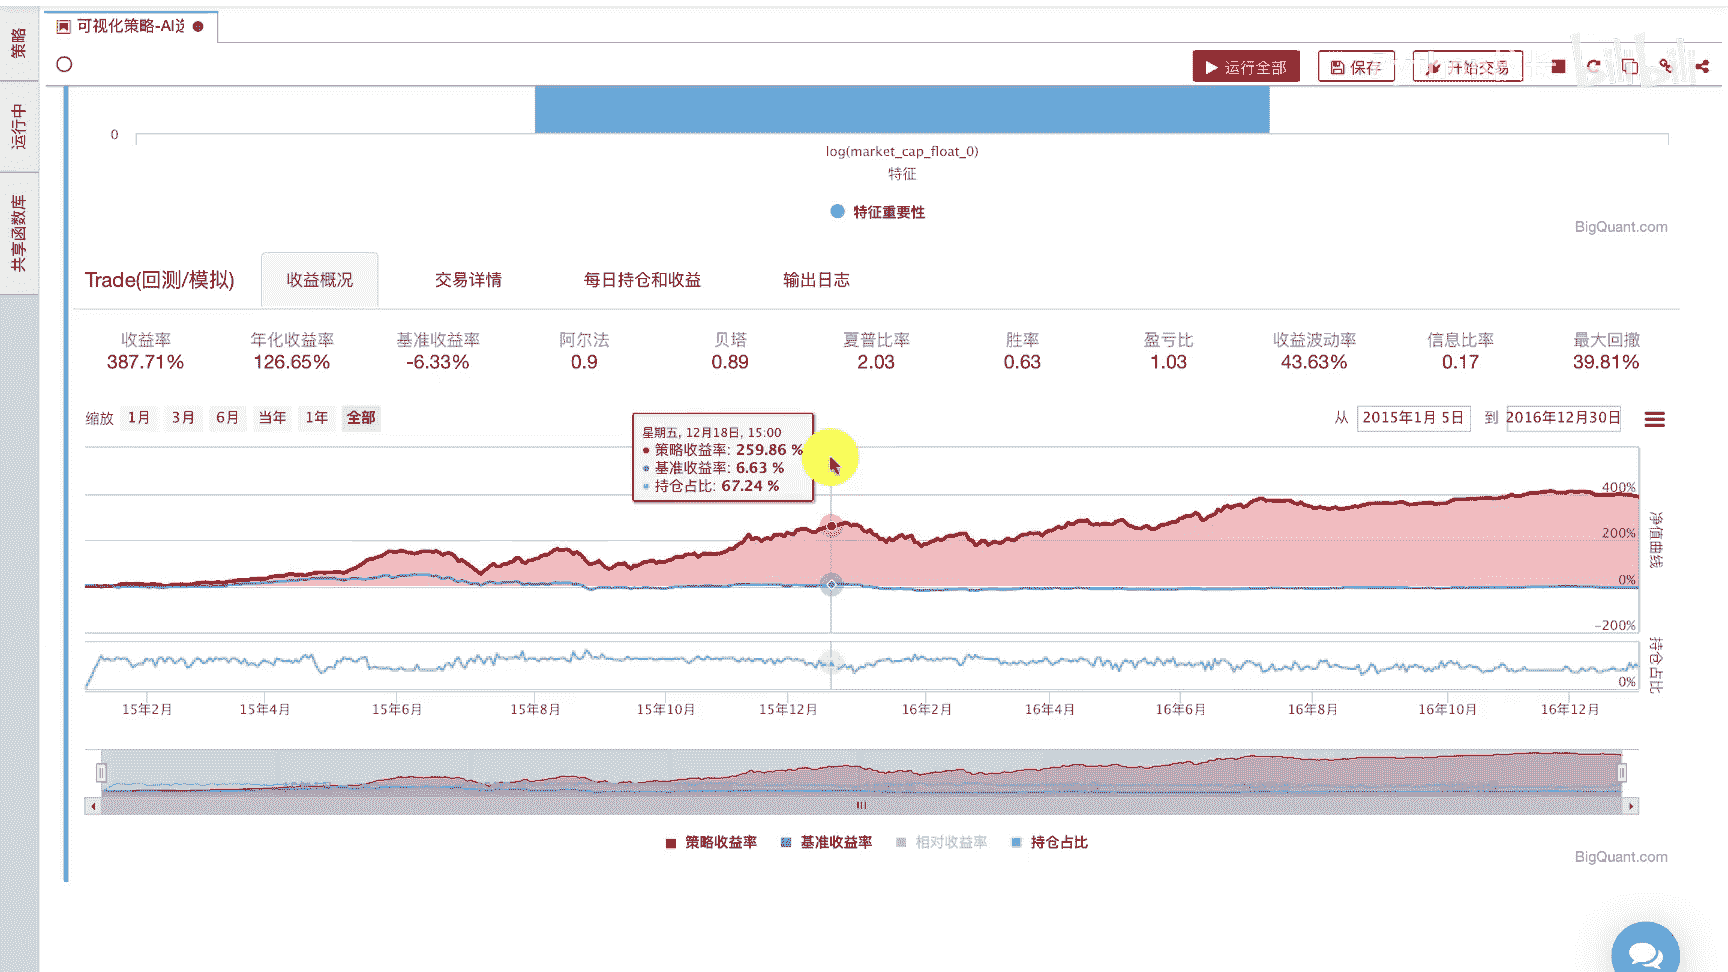 可视化策略-AI选
策略
运行中
共享函数库
运行全部
保存
开始交易
bilibili
0
log(market_cap_float_0)
特征
特征重要性
BigQuant.com
Trade(回测/模拟)
收益概况
交易详情
每日持仓和收益
输出日志
收益率 年化收益率 基准收益率 阿尔法 贝塔 夏普比率 胜率 盈亏比 收益波动率 信息比率 最大回撤
387.71% 126.65% -6.33% 0.9 0.89 2.03 0.63 1.03 43.63% 0.17 39.81%
缩放 1月 3月 6月 当年 1年 全部
从 2015年1月 5日 到 2016年12月30日
星期五, 12月18日, 15:00
策略收益率: 259.86 %
基准收益率: 6.63 %
持仓占比: 67.24 %
400%
200%
0%
-200%
净值曲线
0%
持仓占比
15年2月 15年4月 15年6月 15年8月 15年10月 15年12月 16年2月 16年4月 16年6月 16年8月 16年10月 16年12月
策略收益率 基准收益率 相对收益率 持仓占比
BigQuant.com